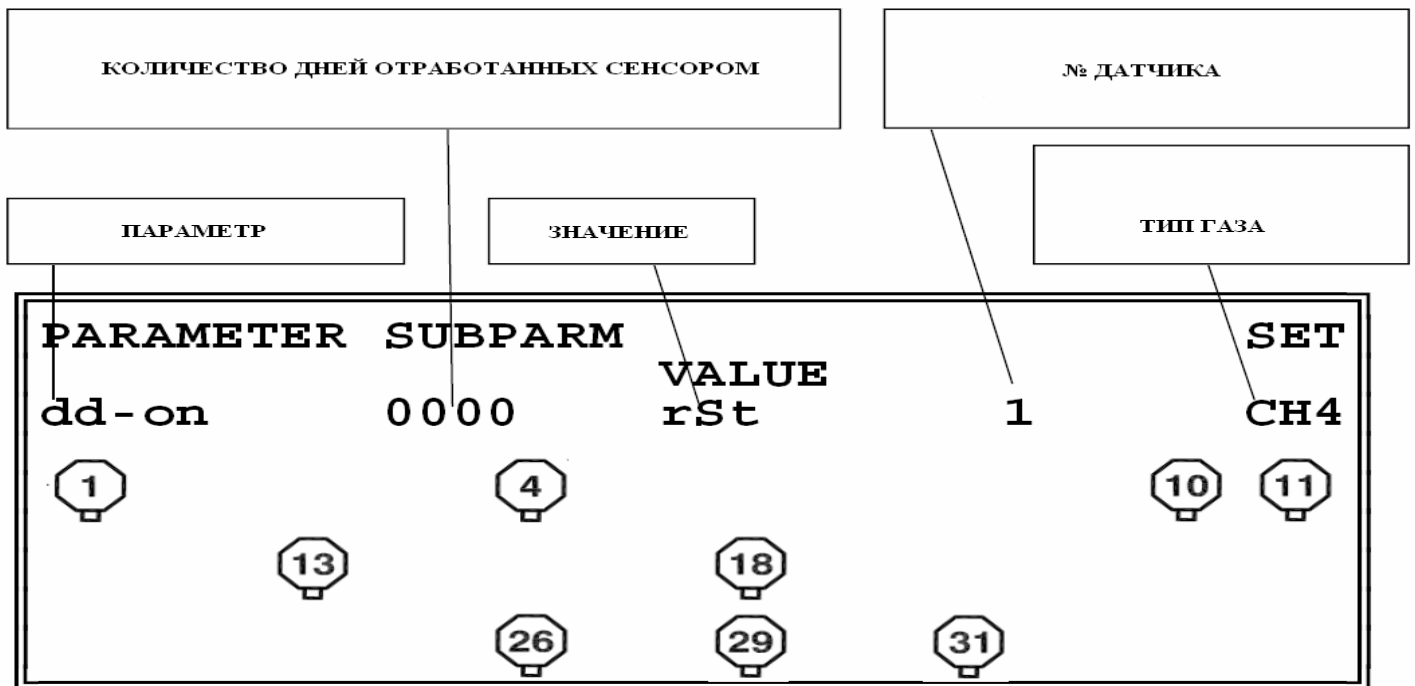 КОЛИЧЕСТВО ДНЕЙ ОТРАБОТАННЫХ СЕНСОРОМ
№ ДАТЧИКА
ПАРАМЕТР
ЗНАЧЕНИЕ
ТИП ГАЗА
PARAMETER SUBPARM SET
VALUE
dd-on 0000 rSt 1 CH4
1 4 10 11
13 18
26 29 31